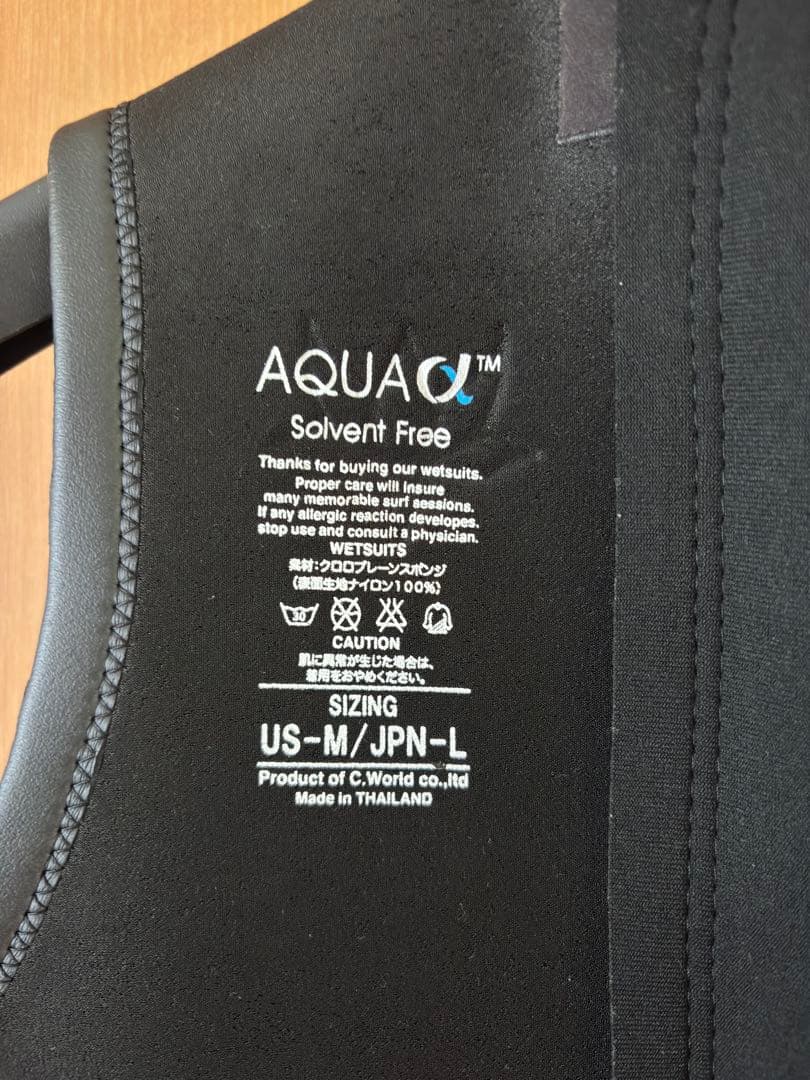 AQUA α™
Solvent Free
Thanks for buying our wetsuits.
Proper care will insure
many memorable surf sessions.
If any allergic reaction developes,
stop use and consult a physician.
WETSUITS
素材:クロロプレーンスポンジ
(表面生地ナイロン100%)
30
CAUTION
肌に異常が生じた場合は、
着用をおやめください。
SIZING
US-M/JPN-L
Product of C.World co.,ltd
Made in THAILAND